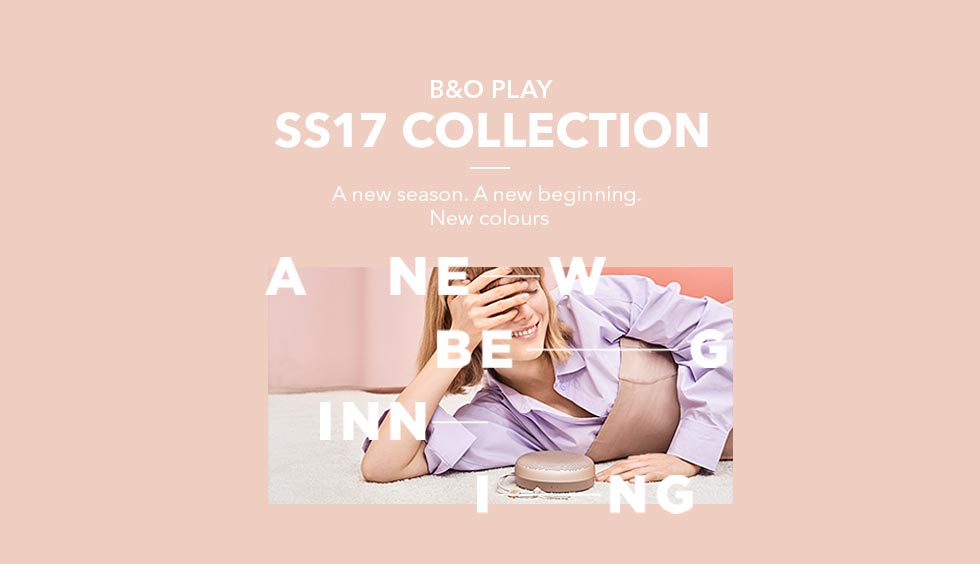 B&O PLAY
SS17 COLLECTION
A new season. A new beginning.
New colours
A NE W
BE G
INN
I NG